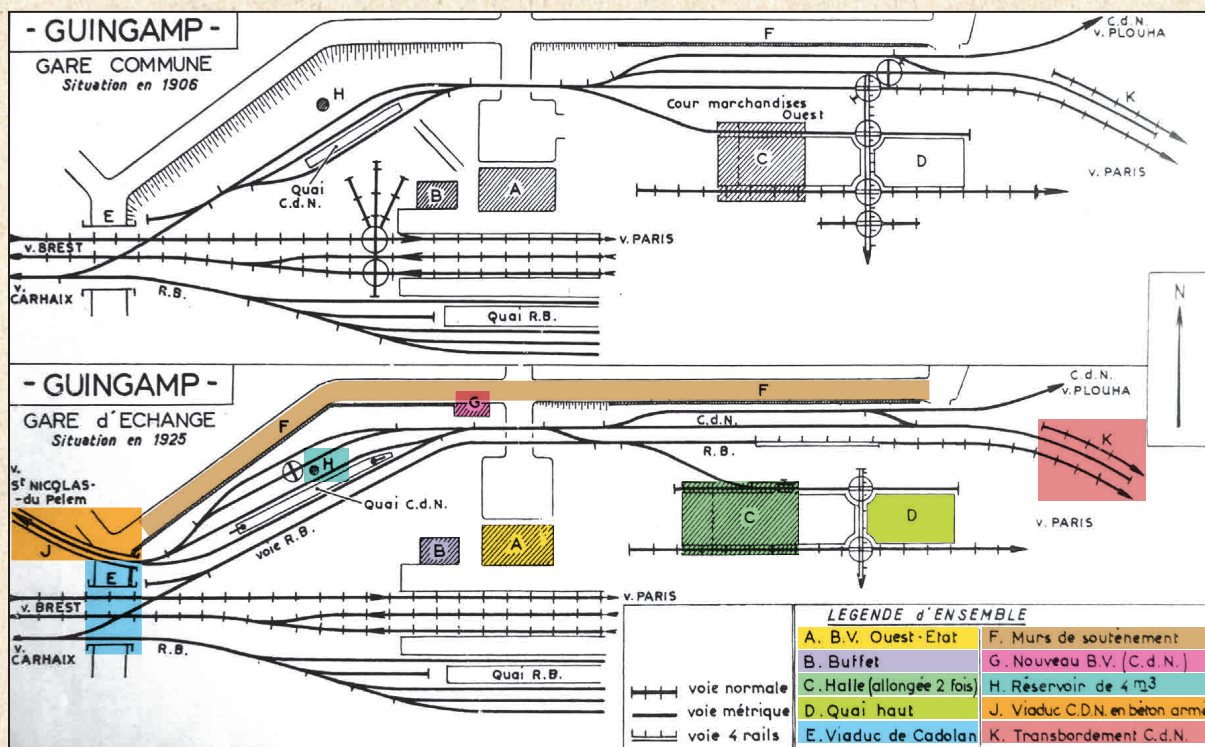 - GUINGAMP -
GARE COMMUNE
Situation en 1906
H
F
C.d.N.
v. PLOUHA
K
Cour marchandises
Ouest
C
D
v. PARIS
Quai
C.d.N.
B
A
E
v. BREST
v. PARIS
v.
CARHAIX
R.B.
Quai R.B.
N
- GUINGAMP -
GARE d'ECHANGE
Situation en 1925
F
G
F
C.d.N.
v. PLOUHA
C.d.N.
R.B.
K
H
v.
St NICOLAS-
-du Pelem
Quai C.d.N.
voie R.B.
J
E
B
A
C
D
v. PARIS
v. BREST
v. PARIS
v.
CARHAIX
R.B.
Quai R.B.
voie normale
voie métrique
voie 4 rails
LEGENDE d'ENSEMBLE
A. B.V. Ouest-Etat
B. Buffet
C. Halle (allongée 2 fois)
D. Quai haut
E. Viaduc de Cadolan
F. Murs de soutènement
G. Nouveau B.V. (C.d.N.)
H. Réservoir de 4 m3
J. Viaduc C.D.N. en béton armé
K. Transbordement C.d.N.